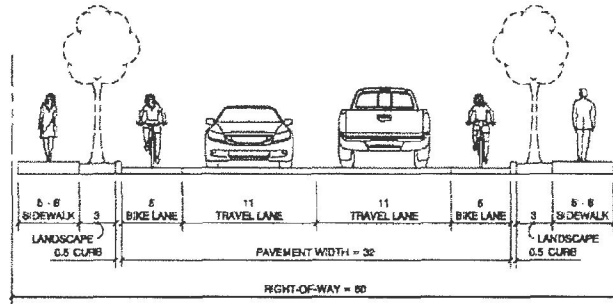 5 - 6 5 11 11 5 5 - 6
SIDEWALK 3 BIKE LANE TRAVEL LANE TRAVEL LANE BIKE LANE 3 SIDEWALK
LANDSCAPE LANDSCAPE
0.5 CURB PAVEMENT WIDTH = 32 0.5 CURB
RIGHT-OF-WAY = 60